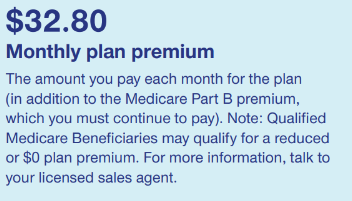 $32.80
Monthly plan premium
The amount you pay each month for the plan
(in addition to the Medicare Part B premium,
which you must continue to pay). Note: Qualified
Medicare Beneficiaries may qualify for a reduced
or $0 plan premium. For more information, talk to
your licensed sales agent.